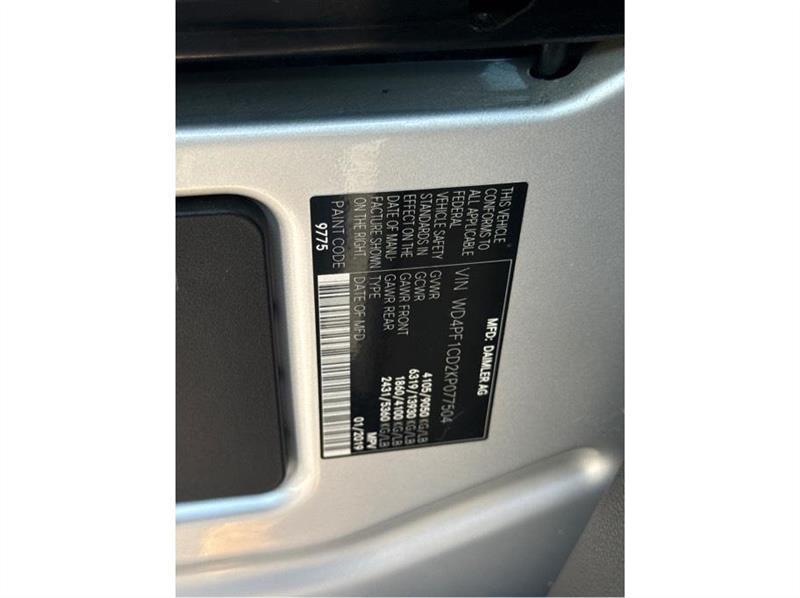 MFD: DAIMLER AG
VIN WD4PF1CD2KP077504
THIS VEHICLE
CONFORMS TO
ALL APPLICABLE
FEDERAL
VEHICLE SAFETY
STANDARDS IN
EFFECT ON THE
DATE OF MANU-
FACTURE SHOWN
ON THE RIGHT.
GVWR 4105/9050 KG/LB
GCWR 6319/13930 KG/LB
GAWR FRONT 1860/4100 KG/LB
GAWR REAR 2431/5360 KG/LB
TYPE MPV
DATE OF MFD 01/2019
PAINT CODE
9775